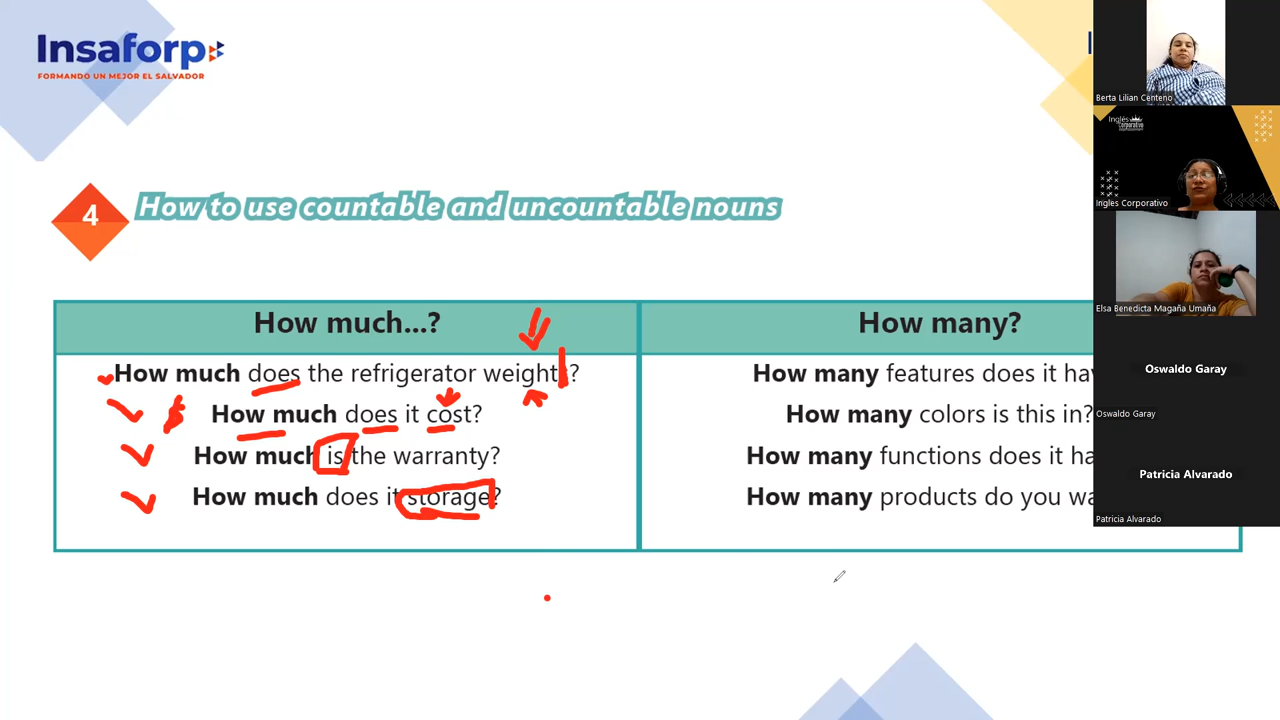 Insaforp
FORMANDO UN MEJOR EL SALVADOR
4
How to use countable and uncountable nouns
How much...?
How many?
How much does the refrigerator weight?
How much does it cost?
How much is the warranty?
How much does it storage?
How many features does it
How many colors is this in?
How many functions does it
How many products do you
Berta Lilian Centeno
Inglés
Corporativo
Ingles Corporativo
Elsa Benedicta Magaña Umaña
Oswaldo Garay
Oswaldo Garay
Patricia Alvarado
Patricia Alvarado